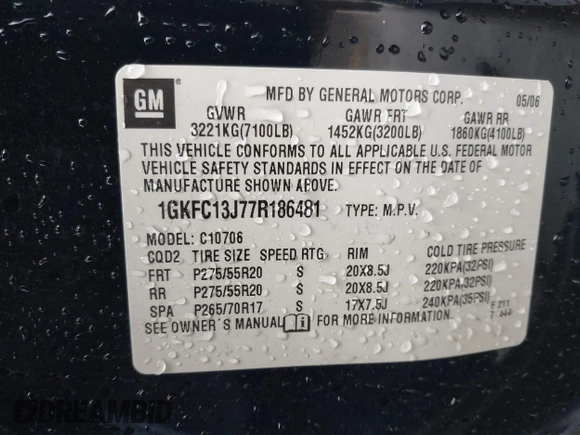 GM
®
MFD BY GENERAL MOTORS CORP. 05/06
GVWR GAWR FRT GAWR RR
3221KG(7100LB) 1452KG(3200LB) 1860KG(4100LB)
THIS VEHICLE CONFORMS TO ALL APPLICABLE U.S. FEDERAL MOTOR
VEHICLE SAFETY STANDARDS IN EFFECT ON THE DATE OF
MANUFACTURE SHOWN ABOVE.
1GKFC13J77R186481 TYPE: M.P.V.
MODEL: C10706
CQD2 TIRE SIZE SPEED RTG RIM COLD TIRE PRESSURE
FRT P275/55R20 S 20X8.5J 220KPA(32PSI)
RR P275/55R20 S 20X8.5J 220KPA(32PSI)
SPA P265/70R17 S 17X7.5J 240KPA(35PSI)
SEE OWNER'S MANUAL FOR MORE INFORMATION.
DREAMBID